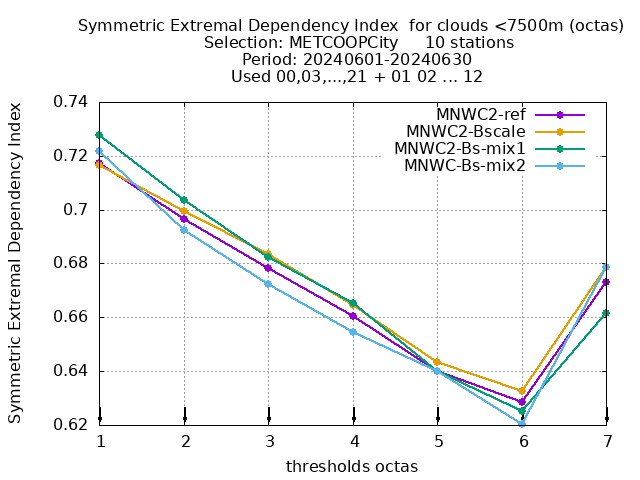 Symmetric Extremal Dependency Index  for clouds <7500m (octas)
Selection: METCOOPCity     10 stations
Period: 20240601-20240630
Used 00,03,...,21 + 01 02 ... 12
Symmetric Extremal Dependency Index
0.74
0.72
0.7
0.68
0.66
0.64
0.62
MNWC2-ref
MNWC2-Bscale
MNWC2-Bs-mix1
MNWC-Bs-mix2
1 2 3 4 5 6 7
thresholds octas